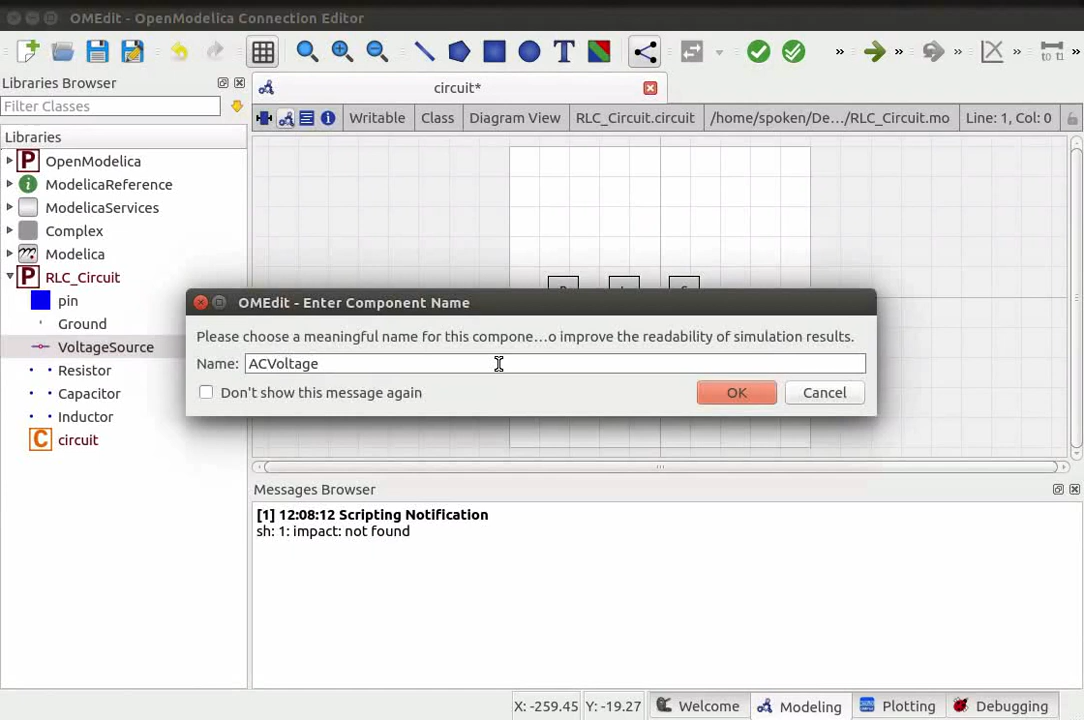 OMEdit - OpenModelica Connection Editor
T
»
»
»
»
to t1
»
Libraries Browser
circuit*
Filter Classes
Writable
Class
Diagram View
RLC_Circuit.circuit
/home/spoken/De…/RLC_Circuit.mo
Line: 1, Col: 0
Libraries
P OpenModelica
i ModelicaReference
ModelicaServices
Complex
Modelica
P RLC_Circuit
pin
Ground
VoltageSource
Resistor
Capacitor
Inductor
C circuit
OMEdit - Enter Component Name
Please choose a meaningful name for this compone…o improve the readability of simulation results.
Name: ACVoltage
Don't show this message again
OK
Cancel
Messages Browser
[1] 12:08:12 Scripting Notification
sh: 1: impact: not found
X: -259.45
Y: -19.27
Welcome
Modeling
Plotting
Debugging